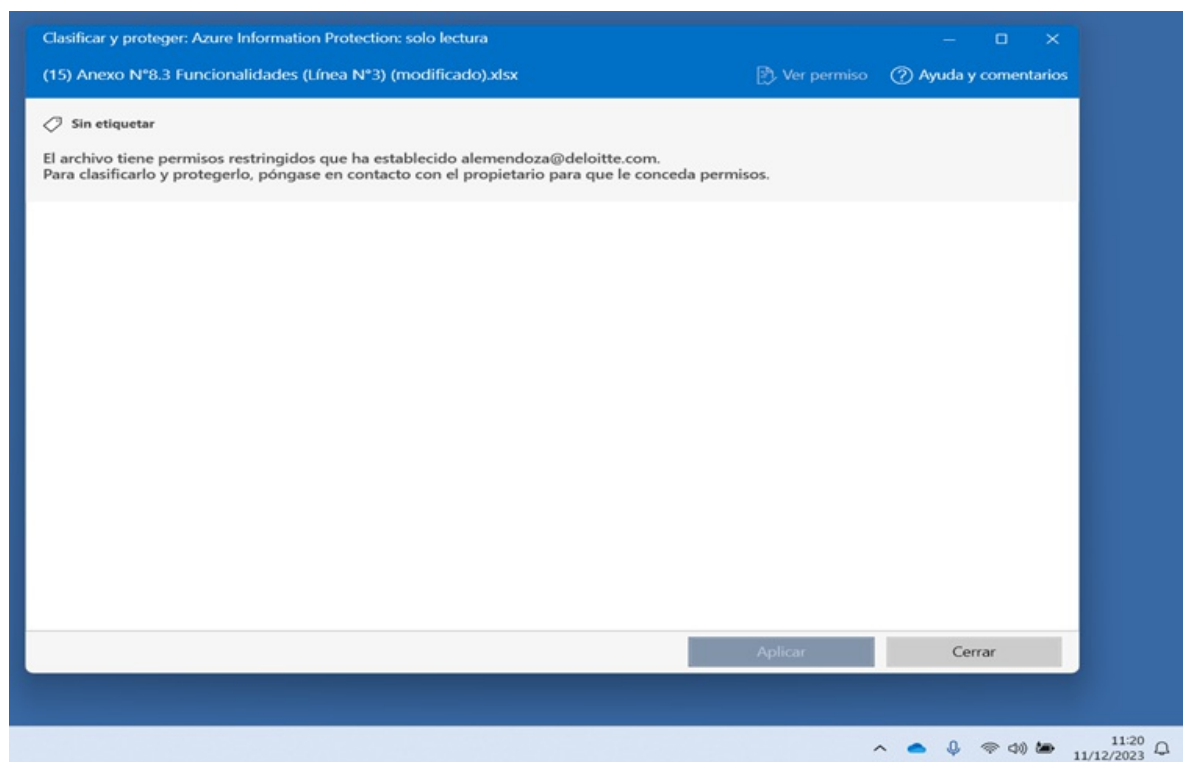 Clasificar y proteger: Azure Information Protection: solo lectura
(15) Anexo N°8.3 Funcionalidades (Línea N°3) (modificado).xlsx
Ver permiso
Ayuda y comentarios
Sin etiquetar
El archivo tiene permisos restringidos que ha establecido alemendoza@deloitte.com.
Para clasificarlo y protegerlo, póngase en contacto con el propietario para que le conceda permisos.
Aplicar
Cerrar
11:20
11/12/2023